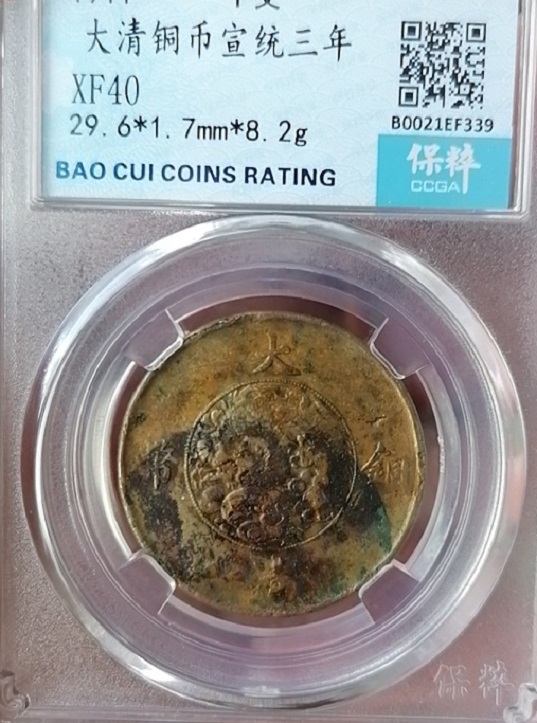 大清铜币宣统三年
XF40
29.6*1.7mm*8.2g
BAO CUI COINS RATING
B0021EF339
保粹
CCGA
大
铜
保粹